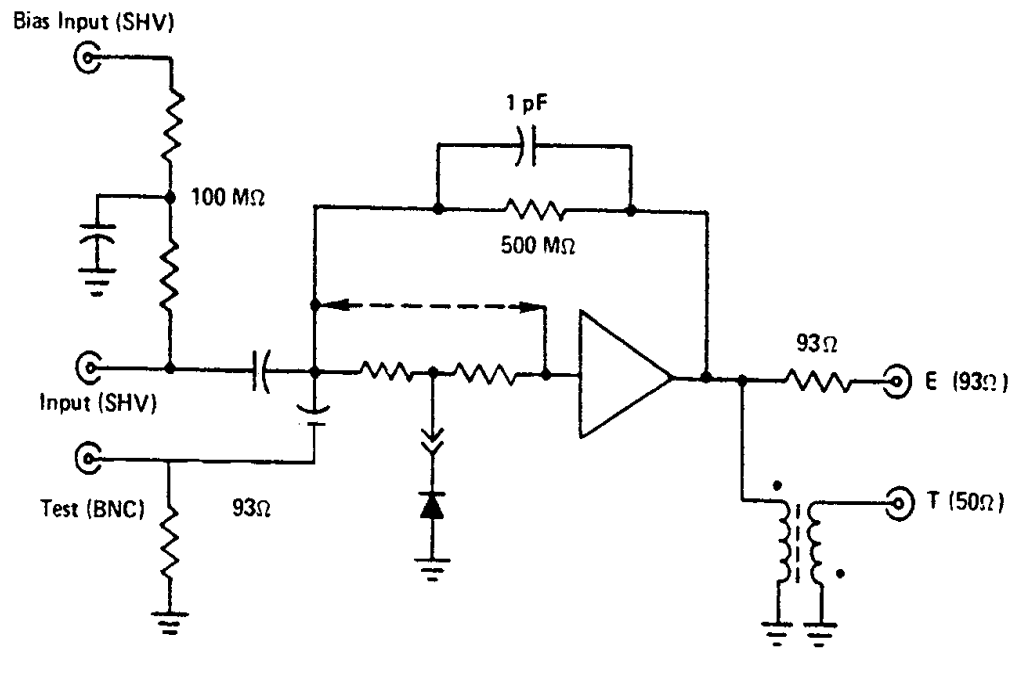 Bias Input (SHV)
1 pF
100 MΩ
500 MΩ
93Ω
E (93Ω)
Input (SHV)
Test (BNC)
93Ω
T (50Ω)